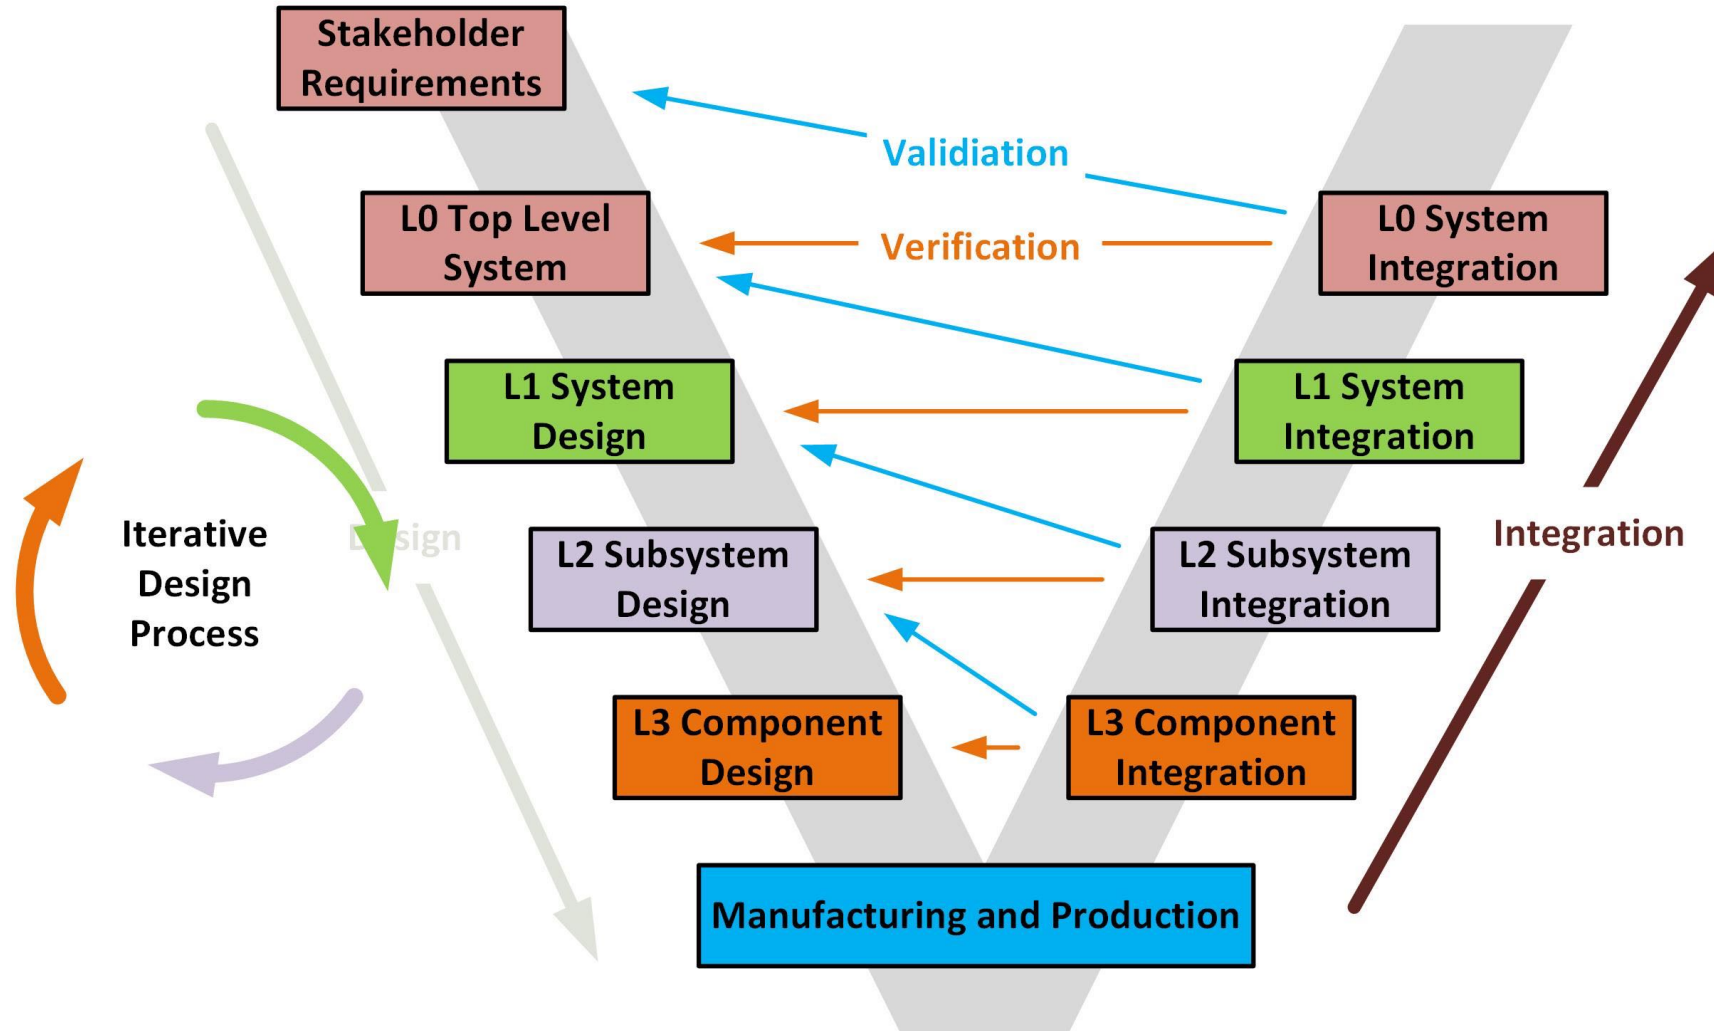 Stakeholder
Requirements
Validiation
L0 Top Level
System
Verification
L0 System
Integration
L1 System
Design
L1 System
Integration
Iterative
Design
Process
Design
L2 Subsystem
Design
L2 Subsystem
Integration
Integration
L3 Component
Design
L3 Component
Integration
Manufacturing and Production